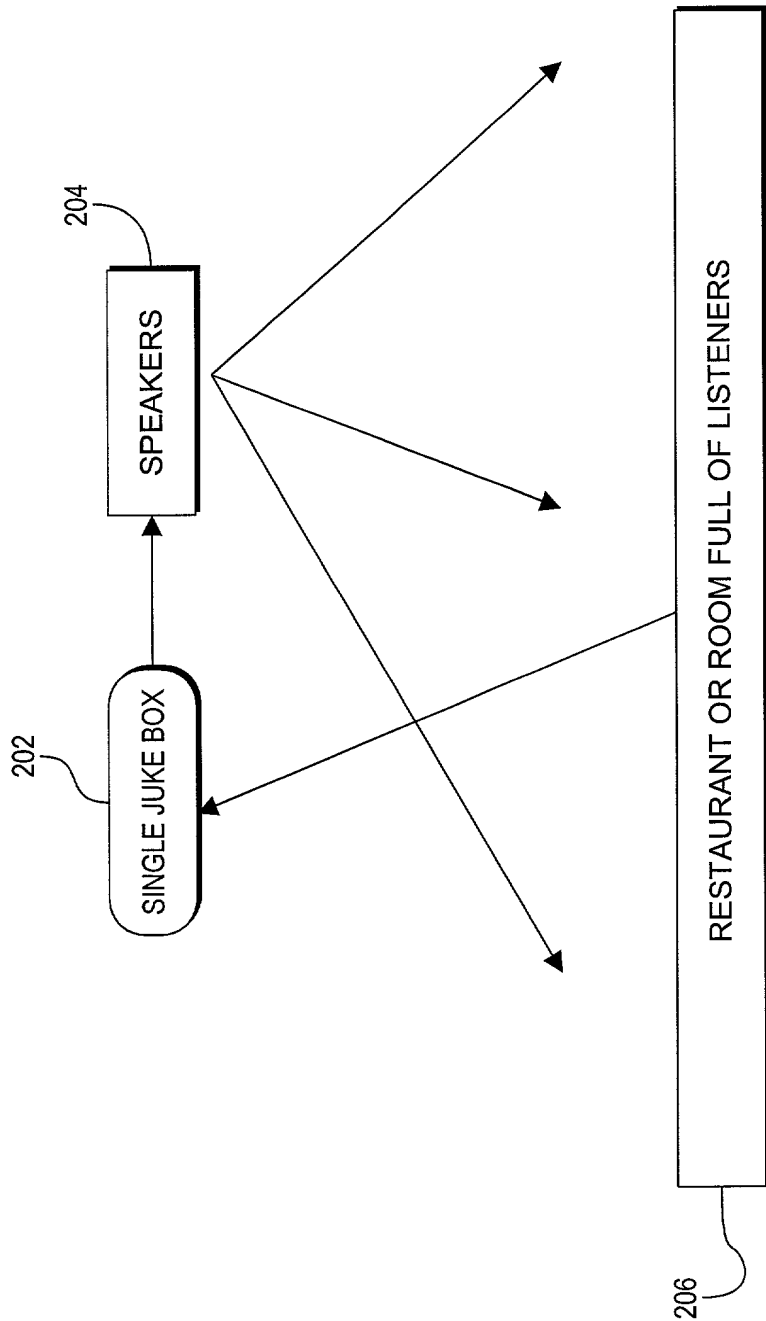 202
SINGLE JUKE BOX
204
SPEAKERS
206
RESTAURANT OR ROOM FULL OF LISTENERS